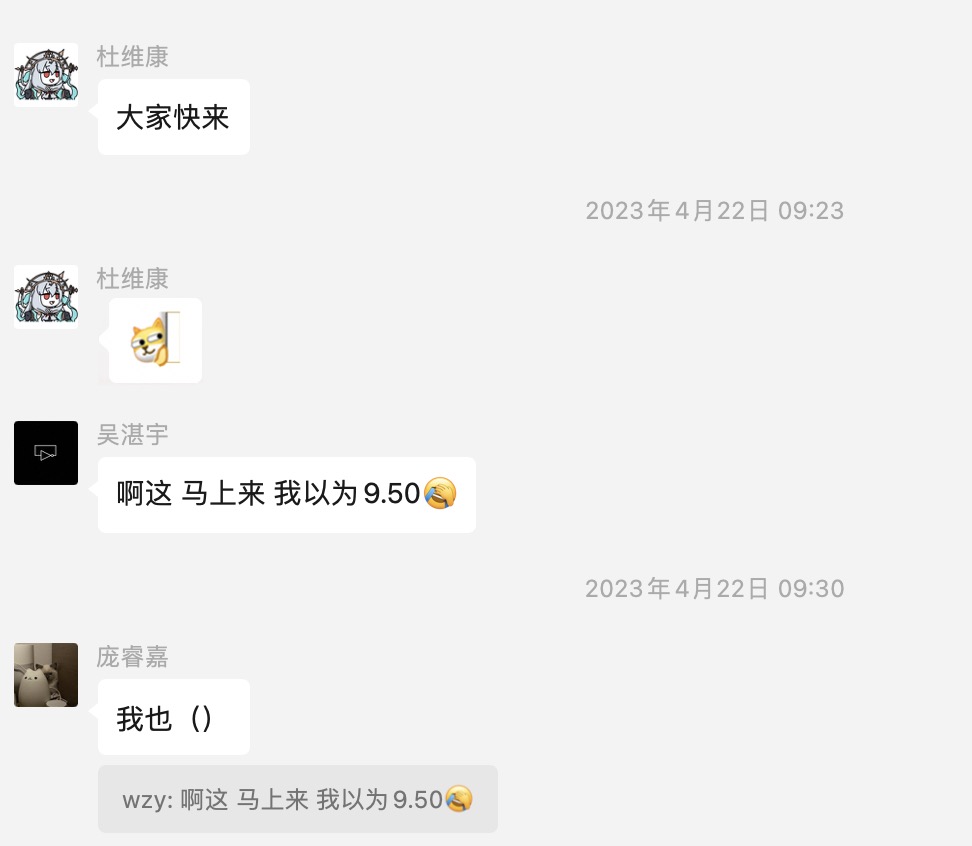 杜维康
大家快来
2023年4月22日 09:23
杜维康
吴湛宇
啊这 马上来 我以为9.50🤣
2023年4月22日 09:30
庞睿嘉
我也（）
wzy: 啊这 马上来 我以为9.50🤣